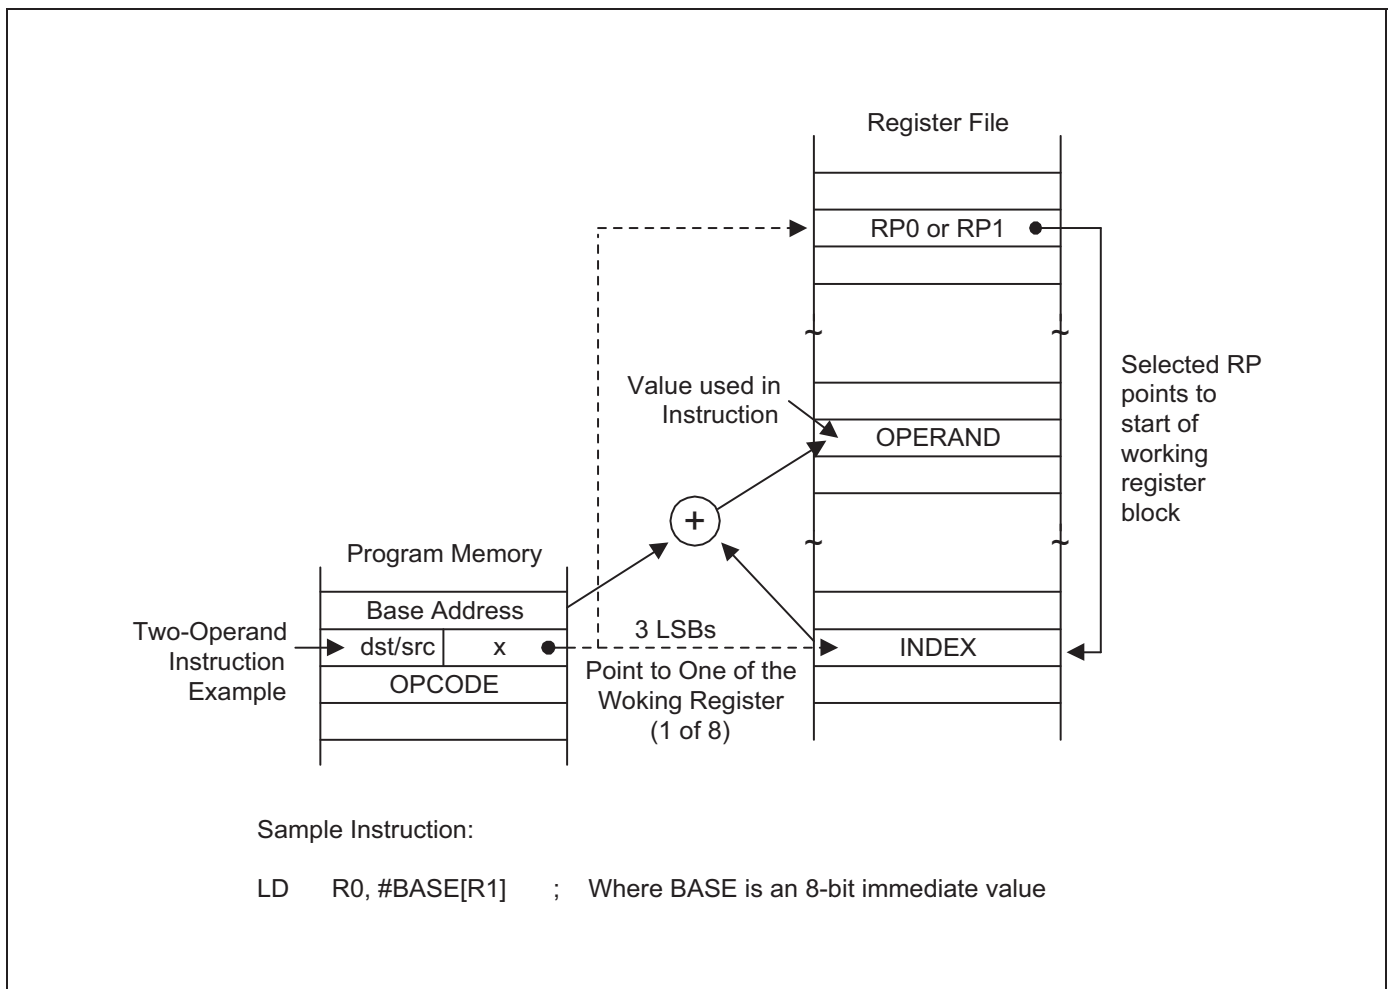 Register File
RP0 or RP1
Selected RP
points to
start of
working
register
block
Value used in
Instruction
OPERAND
+
Program Memory
Base Address
Two-Operand
Instruction
Example
dst/src
x
3 LSBs
INDEX
OPCODE
Point to One of the
Woking Register
(1 of 8)
~
~
~
~
Sample Instruction:
LD R0, #BASE[R1] ; Where BASE is an 8-bit immediate value